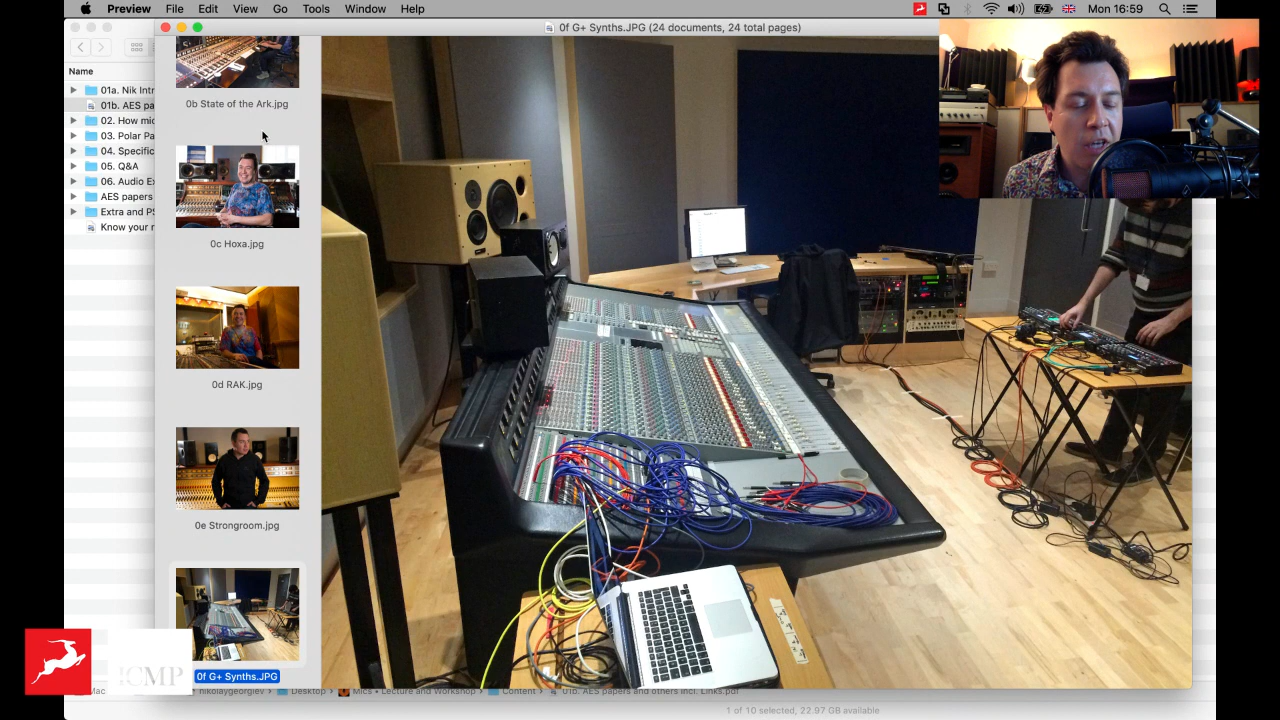 Preview File Edit View Go Tools Window Help Mon 16:59
0f G+ Synths.JPG (24 documents, 24 total pages)
Name
01a. Nik Intr
01b. AES pa
02. How mic
03. Polar Pa
04. Specific
05. Q&A
06. Audio Ex
AES papers
Extra and PS
Know your r
0b State of the Ark.jpg
0c Hoxa.jpg
0d RAK.jpg
0e Strongroom.jpg
0f G+ Synths.JPG
ICMP
Mac nikolaygeorgiev Desktop Mics • Lecture and Workshop Content 01b. AES papers and others incl. Links.pdf
1 of 10 selected, 22.97 GB available